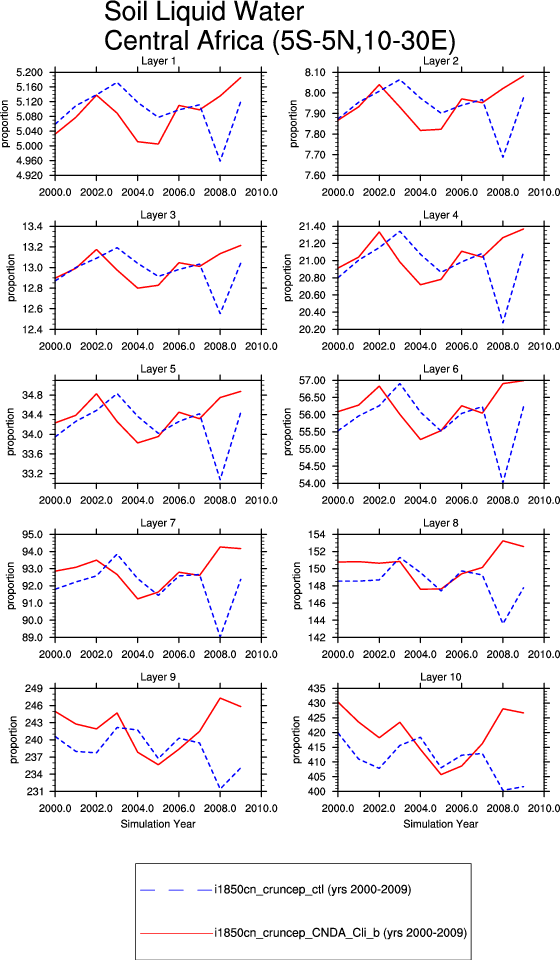 Soil Liquid Water
Central Africa (5S-5N,10-30E)
Layer 1
proportion
5.200
5.160
5.120
5.080
5.040
5.000
4.960
4.920
2000.0 2002.0 2004.0 2006.0 2008.0 2010.0
Layer 2
8.10
8.00
7.90
7.80
7.70
7.60
2000.0 2002.0 2004.0 2006.0 2008.0 2010.0
Layer 3
proportion
13.4
13.2
13.0
12.8
12.6
12.4
2000.0 2002.0 2004.0 2006.0 2008.0 2010.0
Layer 4
proportion
21.40
21.20
21.00
20.80
20.60
20.40
20.20
2000.0 2002.0 2004.0 2006.0 2008.0 2010.0
Layer 5
proportion
34.8
34.4
34.0
33.6
33.2
2000.0 2002.0 2004.0 2006.0 2008.0 2010.0
Layer 6
proportion
57.00
56.50
56.00
55.50
55.00
54.50
54.00
2000.0 2002.0 2004.0 2006.0 2008.0 2010.0
Layer 7
proportion
95.0
94.0
93.0
92.0
91.0
90.0
89.0
2000.0 2002.0 2004.0 2006.0 2008.0 2010.0
Layer 8
proportion
154
152
150
148
146
144
142
2000.0 2002.0 2004.0 2006.0 2008.0 2010.0
Layer 9
proportion
249
246
243
240
237
234
231
2000.0 2002.0 2004.0 2006.0 2008.0 2010.0
Simulation Year
Layer 10
proportion
435
430
425
420
415
410
405
400
2000.0 2002.0 2004.0 2006.0 2008.0 2010.0
Simulation Year
i1850cn_cruncep_ctl (yrs 2000-2009)
i1850cn_cruncep_CNDA_Cli_b (yrs 2000-2009)